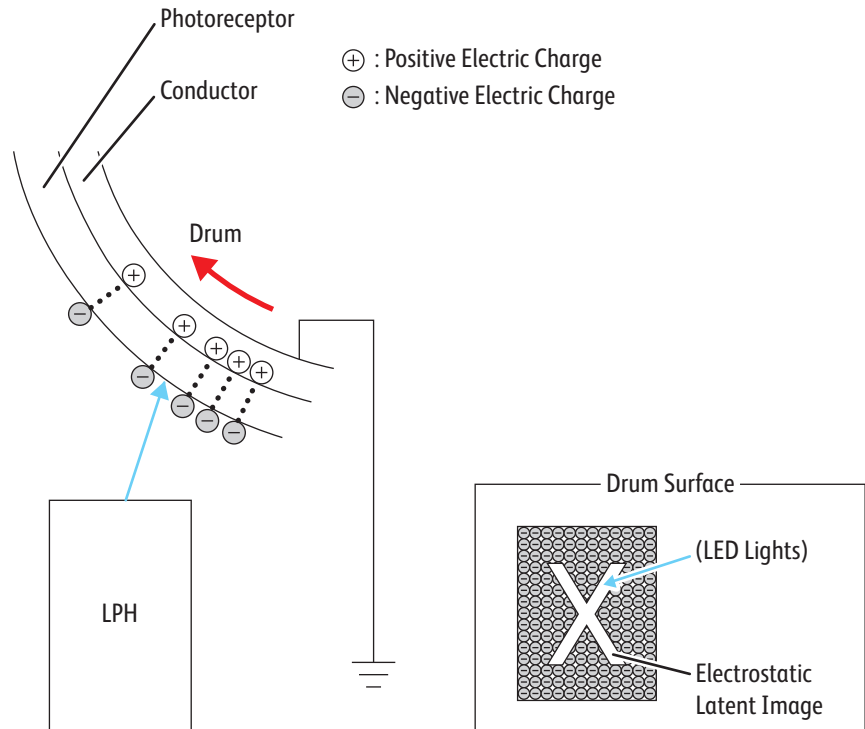 Photoreceptor
Conductor
⊕ : Positive Electric Charge
⊖ : Negative Electric Charge
Drum
LPH
Drum Surface
(LED Lights)
X
Electrostatic
Latent Image